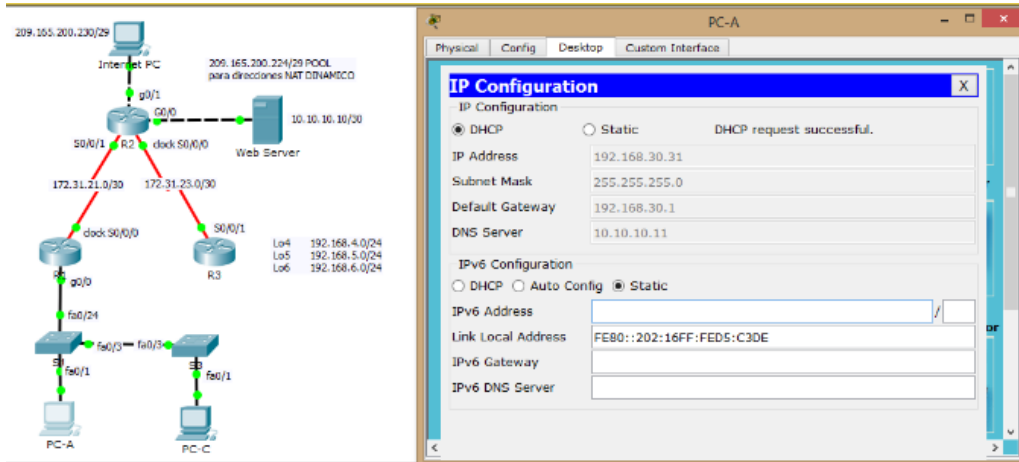 209.165.200.230/29
Internet PC
209.165.200.224/29 POOL
para direcciones NAT DINAMICO
g0/1
G0/0
10.10.10.10/30
Web Server
S0/0/1
R2
clock S0/0/0
172.31.21.0/30
172.31.23.0/30
clock S0/0/0
S0/0/1
R3
Lo4 192.168.4.0/24
Lo5 192.168.5.0/24
Lo6 192.168.6.0/24
g0/0
fa0/24
fa0/3
fa0/3
S3
fa0/1
fa0/1
PC-A
PC-C
PC-A
Physical
Config
Desktop
Custom Interface
IP Configuration
X
IP Configuration
DHCP
Static
DHCP request successful.
IP Address
192.168.30.31
Subnet Mask
255.255.255.0
Default Gateway
192.168.30.1
DNS Server
10.10.10.11
IPv6 Configuration
DHCP
Auto Config
Static
IPv6 Address
/
Link Local Address
FE80::202:16FF:FED5:C3DE
IPv6 Gateway
IPv6 DNS Server
or